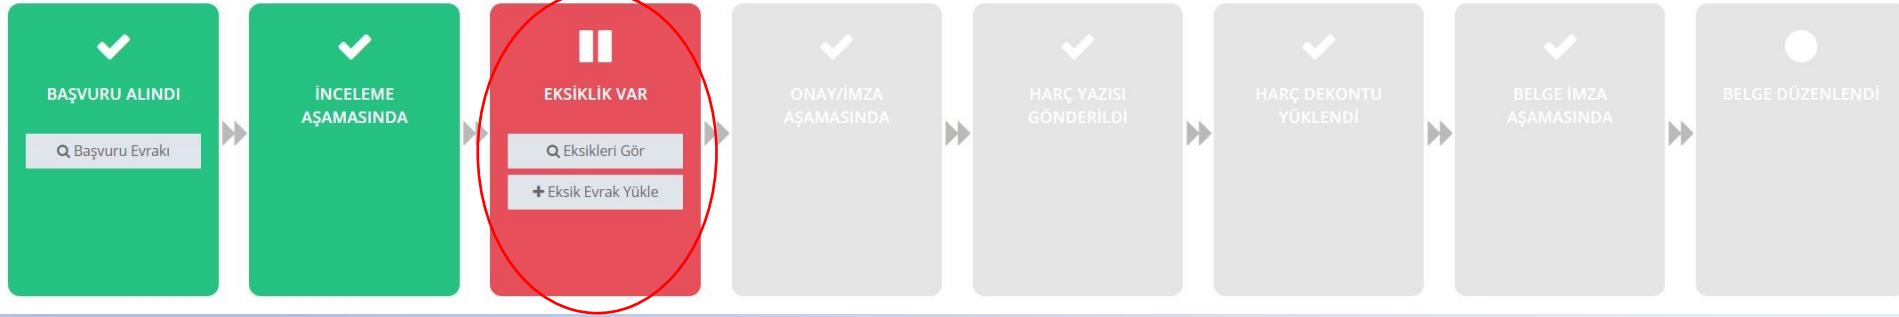 BAŞVURU ALINDI
Başvuru Evrakı
İNCELEME
AŞAMASINDA
EKSİKLİK VAR
Eksikleri Gör
Eksik Evrak Yükle
ONAY/İMZA
AŞAMASINDA
HARÇ YAZISI
GÖNDERİLDİ
HARÇ DEKONTU
YÜKLENDİ
BELGE İMZA
AŞAMASINDA
BELGE DÜZENLENDİ